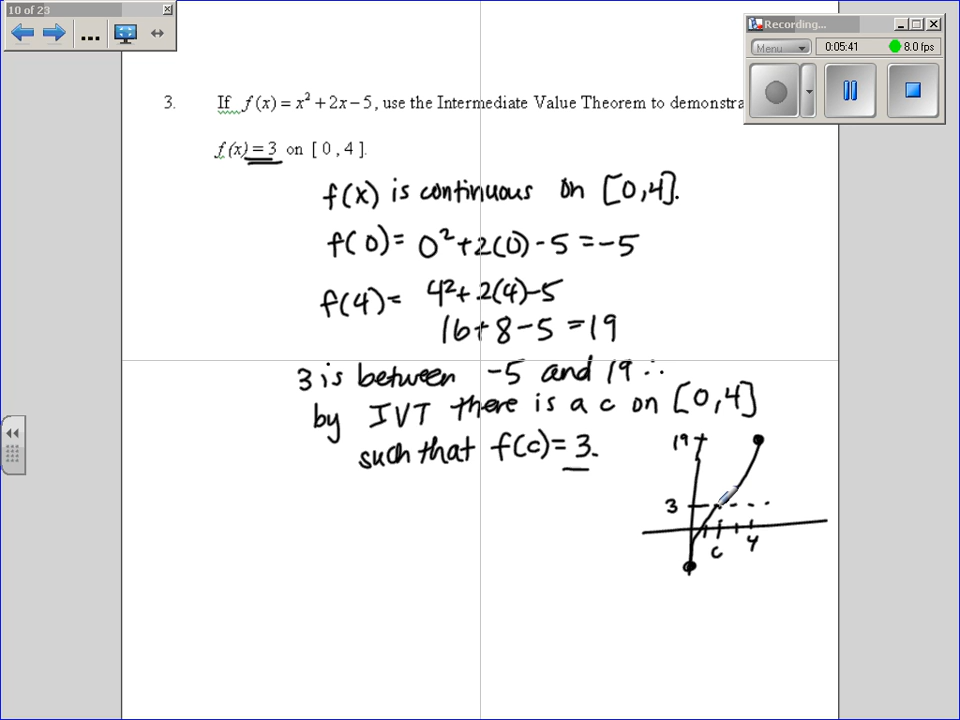 10 of 23
Recording...
Menu
0:05:41
8.0 fps
3. If f(x) = x² + 2x − 5, use the Intermediate Value Theorem to
f(x) = 3 on [ 0 , 4 ].
f(x) is continuous on [0,4].
f(0) = 0² + 2(0) - 5 = -5
f(4) = 4² + 2(4) - 5
16 + 8 - 5 = 19
3 is between -5 and 19 ∴
by IVT there is a c on [0,4]
such that f(c) = 3.
19
3
c 4